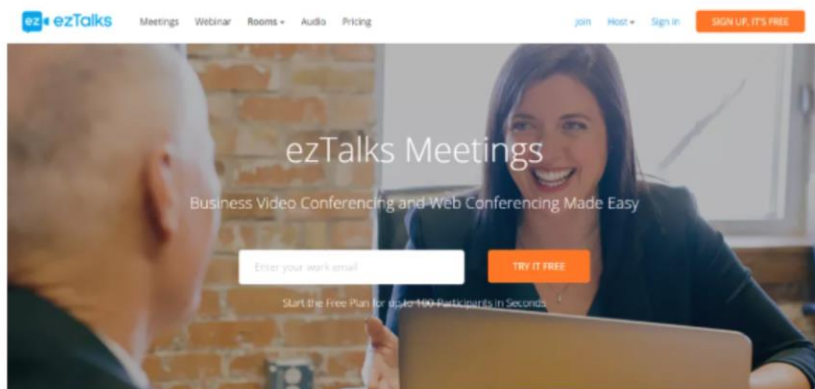 ez ezTalks Meetings Webinar Rooms Audio Pricing Join Host Sign In SIGN UP, IT'S FREE
ezTalks Meetings
Business Video Conferencing and Web Conferencing Made Easy
Enter your work email TRY IT FREE
Start the Free Plan for up to 100 Participants in Seconds